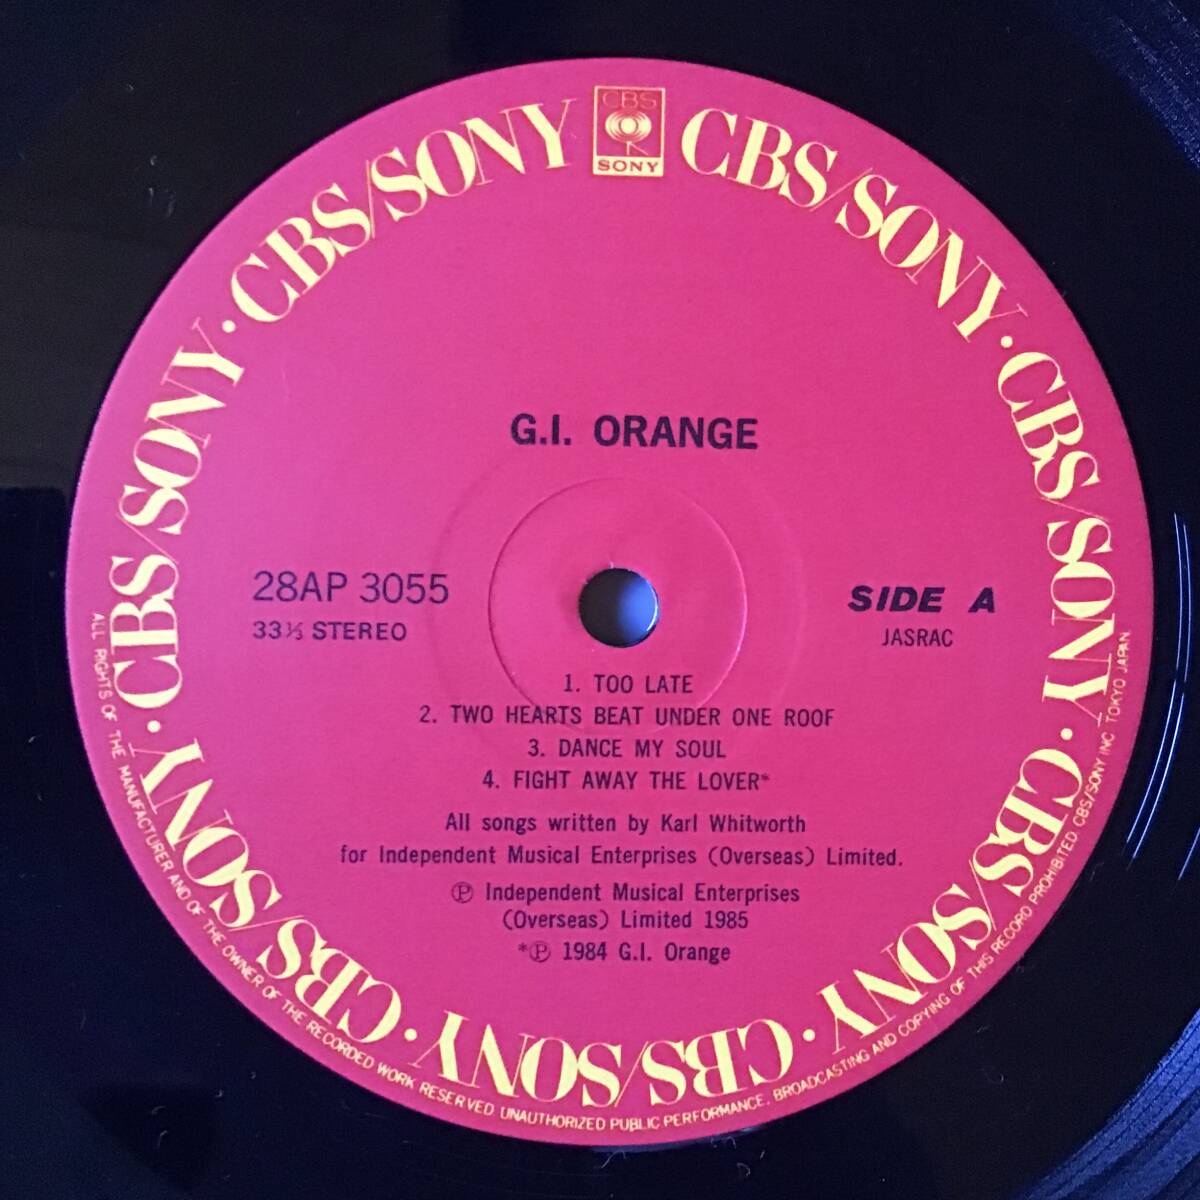 CBS
SONY
CBS/SONY · CBS/SONY · CBS/SONY · CBS/SONY · CBS/SONY · CBS/SONY · CBS/SONY · CBS/SONY
G.I. ORANGE
28AP 3055
33⅓ STEREO
SIDE A
JASRAC
1. TOO LATE
2. TWO HEARTS BEAT UNDER ONE ROOF
3. DANCE MY SOUL
4. FIGHT AWAY THE LOVER*
All songs written by Karl Whitworth
for Independent Musical Enterprises (Overseas) Limited.
Ⓟ Independent Musical Enterprises
(Overseas) Limited 1985
*Ⓟ 1984 G.I. Orange
ALL RIGHTS OF THE MANUFACTURER AND OF THE OWNER OF THE RECORDED WORK RESERVED UNAUTHORIZED PUBLIC PERFORMANCE, BROADCASTING AND COPYING OF THIS RECORD PROHIBITED. CBS/SONY INC. TOKYO JAPAN